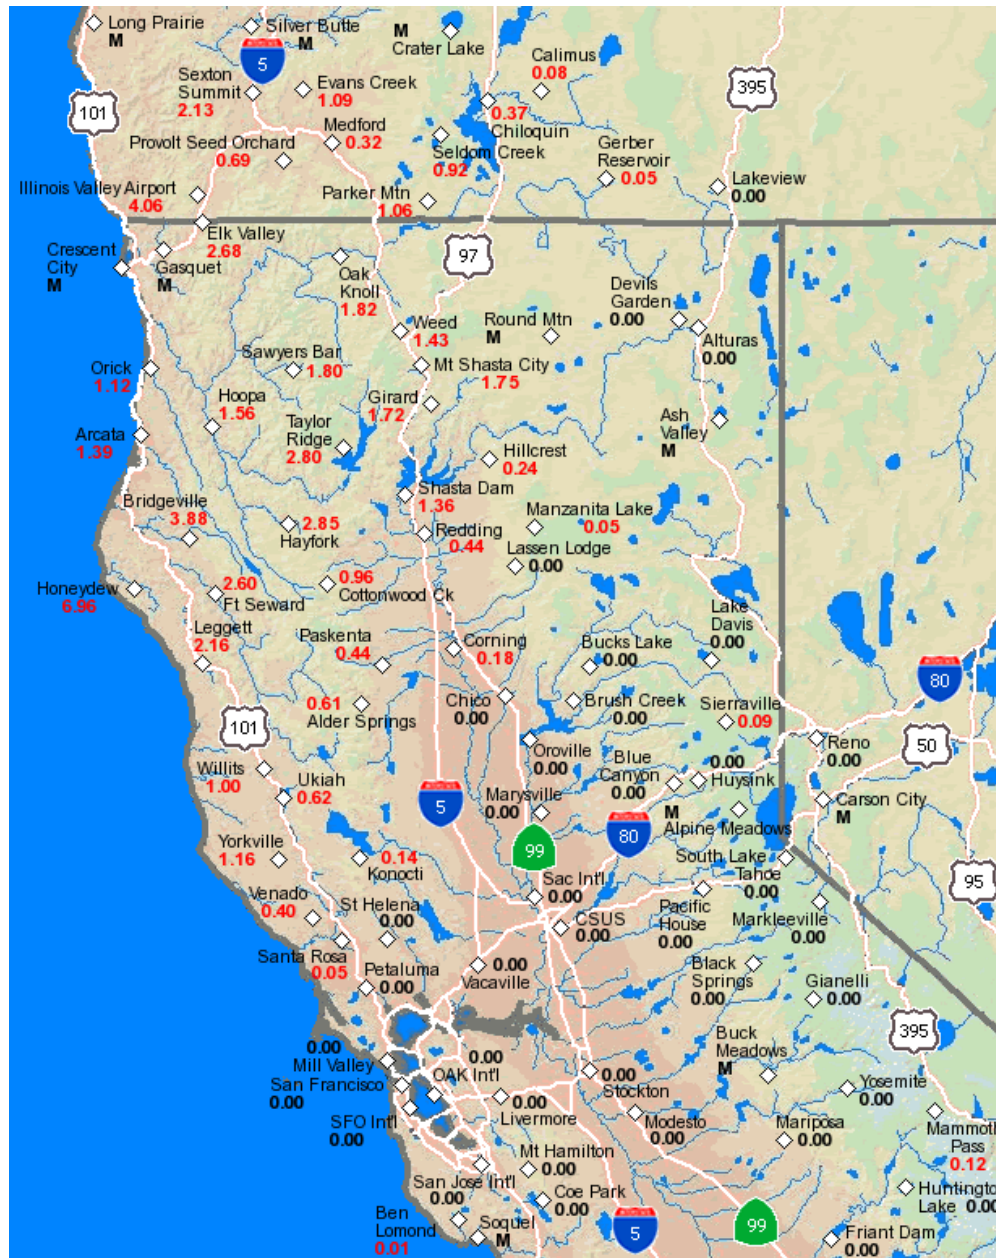 Long Prairie
M
Silver Butte
M
M
Crater Lake
5
Calimus
0.08
395
Sexton
Summit
2.13
Evans Creek
1.09
101
0.37
Chiloquin
Medford
0.32
Provolt Seed Orchard
0.69
Seldom Creek
0.92
Gerber
Reservoir
0.05
Lakeview
0.00
Illinois Valley Airport
4.06
Parker Mtn
1.06
Elk Valley
2.68
Crescent
City
M
Gasquet
M
97
Oak
Knoll
1.82
Devils
Garden
0.00
Weed
1.43
Round Mtn
M
Alturas
0.00
Sawyers Bar
1.80
Mt Shasta City
1.75
Orick
1.12
Hoopa
1.56
Girard
1.72
Taylor
Ridge
2.80
Ash
Valley
M
Arcata
1.39
Hillcrest
0.24
Shasta Dam
1.36
Bridgeville
3.88
2.85
Hayfork
Redding
0.44
Manzanita Lake
0.05
Lassen Lodge
0.00
Honeydew
6.96
2.60
Ft Seward
0.96
Cottonwood Ck
Leggett
2.16
Paskenta
0.44
Corning
0.18
Bucks Lake
0.00
Lake
Davis
0.00
80
0.61
Alder Springs
Chico
0.00
Brush Creek
0.00
Sierraville
0.09
101
Oroville
0.00
Reno
0.00
50
Willits
1.00
Ukiah
0.62
5
Blue
Canyon
0.00
0.00
Huysink
Marysville
0.00
M
Alpine Meadows
Carson City
M
80
99
Yorkville
1.16
0.14
Konocti
South Lake
Tahoe
0.00
95
Venado
0.40
St Helena
0.00
Sac Int'l
0.00
CSUS
0.00
Pacific
House
0.00
Markleeville
0.00
Santa Rosa
0.05
Petaluma
0.00
0.00
Vacaville
Black
Springs
0.00
Gianelli
0.00
395
0.00
Mill Valley
0.00
OAK Int'l
Buck
Meadows
M
San Francisco
0.00
0.00
Livermore
0.00
Stockton
Yosemite
0.00
SFO Int'l
0.00
Modesto
0.00
Mariposa
0.00
Mammoth
Pass
0.12
Mt Hamilton
0.00
San Jose Int'l
0.00
Coe Park
0.00
Huntington
Lake 0.00
Ben
Lomond
0.01
Soquel
M
5
99
Friant Dam
0.00